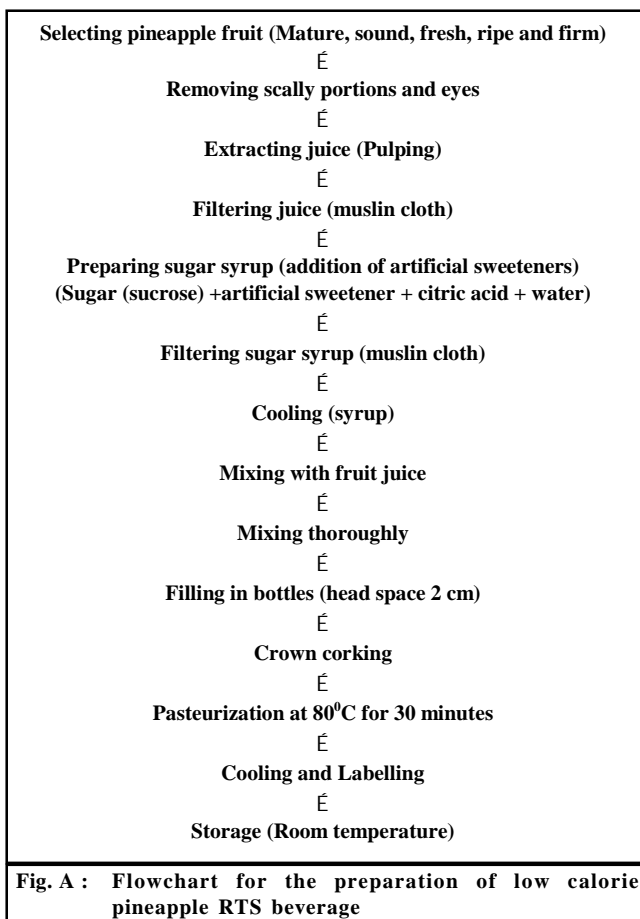 Selecting pineapple fruit (Mature, sound, fresh, ripe and firm)
É
Removing scally portions and eyes
É
Extracting juice (Pulping)
É
Filtering juice (muslin cloth)
É
Preparing sugar syrup (addition of artificial sweeteners)
(Sugar (sucrose) +artificial sweetener + citric acid + water)
É
Filtering sugar syrup (muslin cloth)
É
Cooling (syrup)
É
Mixing with fruit juice
É
Mixing thoroughly
É
Filling in bottles (head space 2 cm)
É
Crown corking
É
Pasteurization at 80⁰C for 30 minutes
É
Cooling and Labelling
É
Storage (Room temperature)
Fig. A : Flowchart for the preparation of low calorie
pineapple RTS beverage